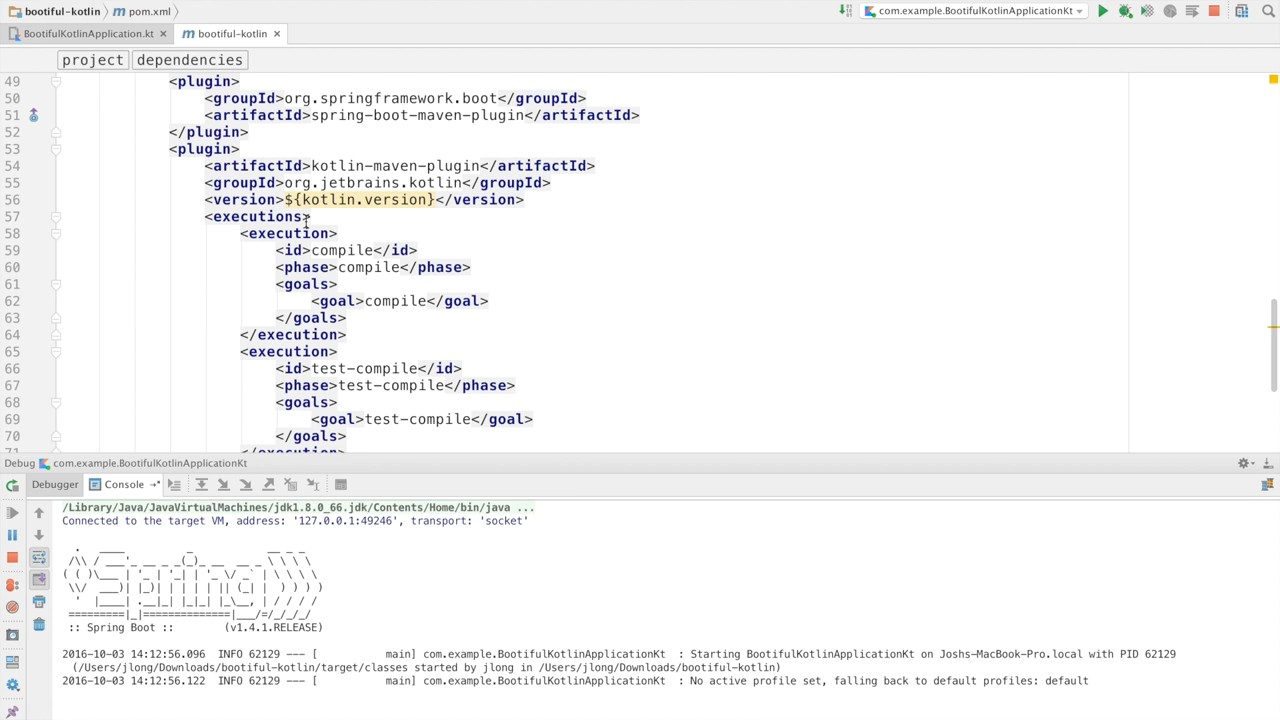 bootiful-kotlin pom.xml com.example.BootifulKotlinApplicationKt
BootifulKotlinApplication.kt bootiful-kotlin
project dependencies
49 <plugin>
50 <groupId>org.springframework.boot</groupId>
51 <artifactId>spring-boot-maven-plugin</artifactId>
52 </plugin>
53 <plugin>
54 <artifactId>kotlin-maven-plugin</artifactId>
55 <groupId>org.jetbrains.kotlin</groupId>
56 <version>${kotlin.version}</version>
57 <executions>
58 <execution>
59 <id>compile</id>
60 <phase>compile</phase>
61 <goals>
62 <goal>compile</goal>
63 </goals>
64 </execution>
65 <execution>
66 <id>test-compile</id>
67 <phase>test-compile</phase>
68 <goals>
69 <goal>test-compile</goal>
70 </goals>
71 </execution>
Debug com.example.BootifulKotlinApplicationKt
Debugger Console
/Library/Java/JavaVirtualMachines/jdk1.8.0_66.jdk/Contents/Home/bin/java ...
Connected to the target VM, address: '127.0.0.1:49246', transport: 'socket'
Spring
:: Spring Boot :: (v1.4.1.RELEASE)
2016-10-03 14:12:56.096 INFO 62129 --- [ main] com.example.BootifulKotlinApplicationKt : Starting BootifulKotlinApplicationKt on Joshs-MacBook-Pro.local with PID 62129
(/Users/jlong/Downloads/bootiful-kotlin/target/classes started by jlong in /Users/jlong/Downloads/bootiful-kotlin)
2016-10-03 14:12:56.122 INFO 62129 --- [ main] com.example.BootifulKotlinApplicationKt : No active profile set, falling back to default profiles: default